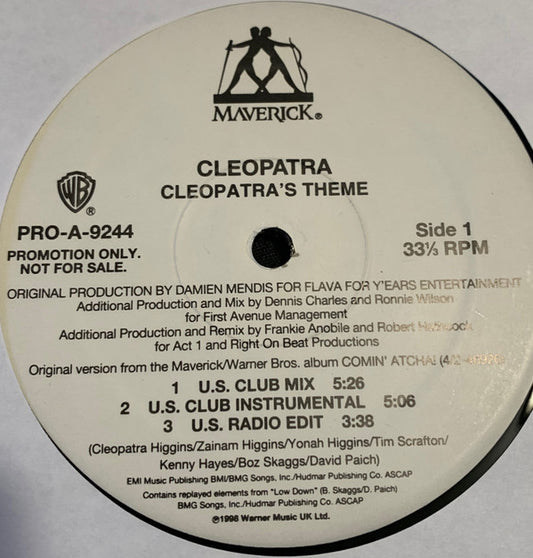 MAVERICK®
CLEOPATRA
CLEOPATRA'S THEME
WB®
PRO-A-9244
PROMOTION ONLY.
NOT FOR SALE.
Side 1
33⅓ RPM
ORIGINAL PRODUCTION BY DAMIEN MENDIS FOR FLAVA FOR Y'EARS ENTERTAINMENT
Additional Production and Mix by Dennis Charles and Ronnie Wilson
for First Avenue Management
Additional Production and Remix by Frankie Anobile and Robert
for Act 1 and Right On Beat Productions
Original version from the Maverick/Warner Bros. album COMIN' ATCHA!
1 U.S. CLUB MIX 5:26
2 U.S. CLUB INSTRUMENTAL 5:06
3 U.S. RADIO EDIT 3:38
(Cleopatra Higgins/Zainam Higgins/Yonah Higgins/Tim Scrafton/
Kenny Hayes/Boz Skaggs/David Paich)
EMI Music Publishing BMI/BMG Songs, Inc./Hudmar Publishing Co. ASCAP
Contains replayed elements from "Low Down" (B. Skaggs/D. Paich)
BMG Songs, Inc./Hudmar Publishing Co. ASCAP
℗1998 Warner Music UK Ltd.